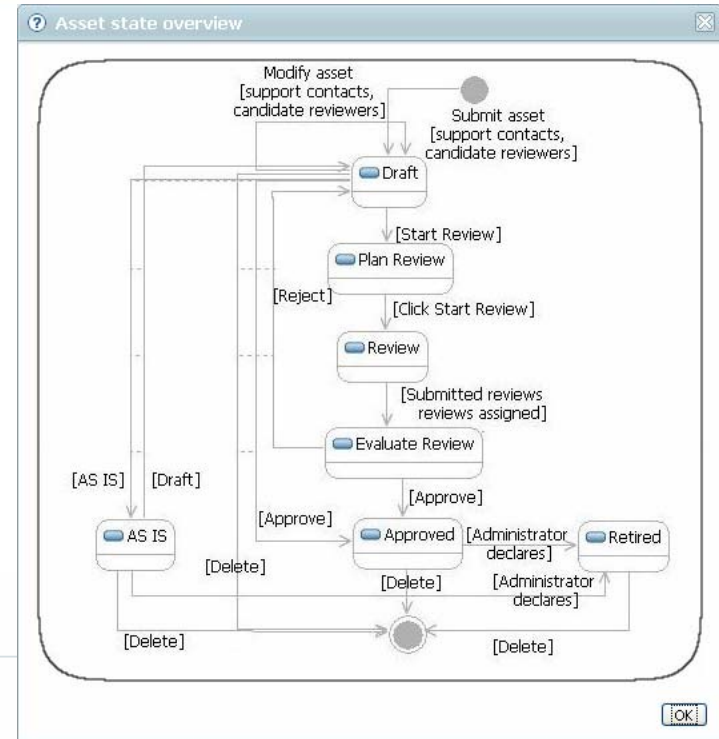 Asset state overview
Modify asset
[support contacts,
candidate reviewers]
Submit asset
[support contacts,
candidate reviewers]
Draft
[Start Review]
Plan Review
[Reject]
[Click Start Review]
Review
[Submitted reviews
reviews assigned]
Evaluate Review
[AS IS]
[Draft]
[Approve]
[Approve]
AS IS
Approved
[Administrator
declares]
Retired
[Delete]
[Delete]
[Administrator
declares]
[Delete]
[Delete]
OK